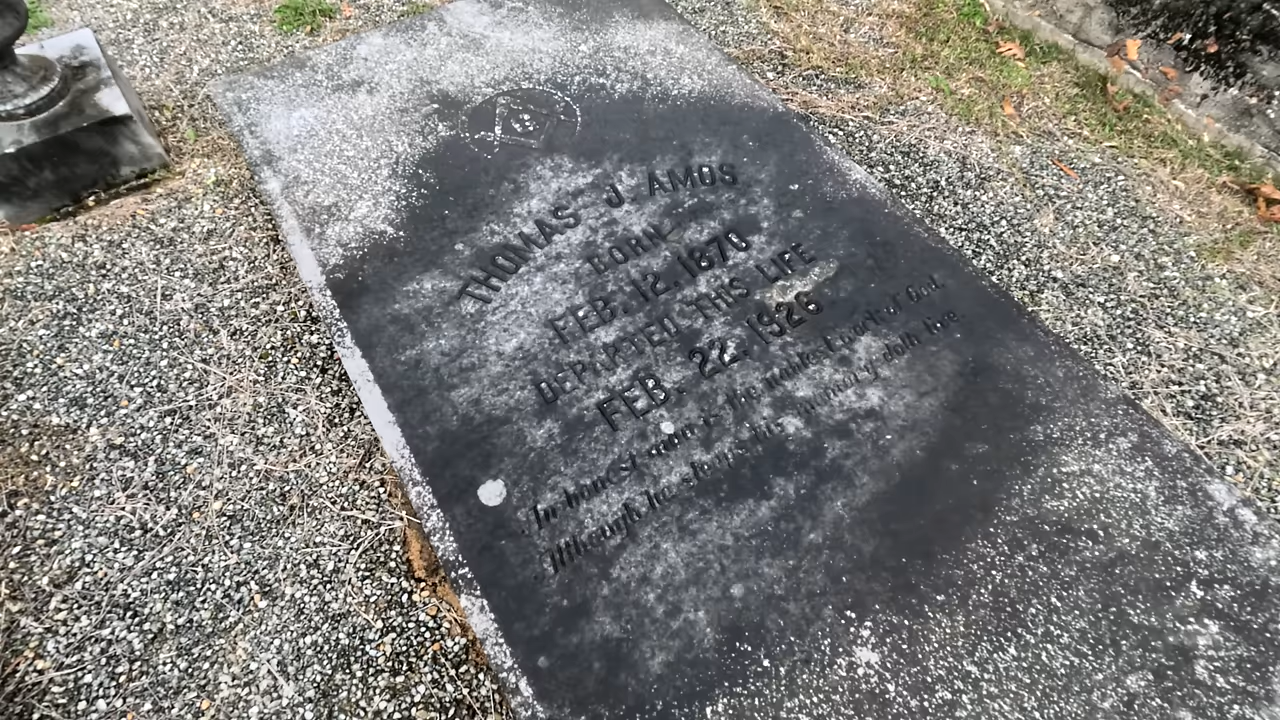 THOMAS J. AMOS
BORN
FEB. 12. 1870
DEPARTED THIS LIFE
FEB. 22. 1926
An honest man is the noblest work of God.
Although he sleeps his memory doth live